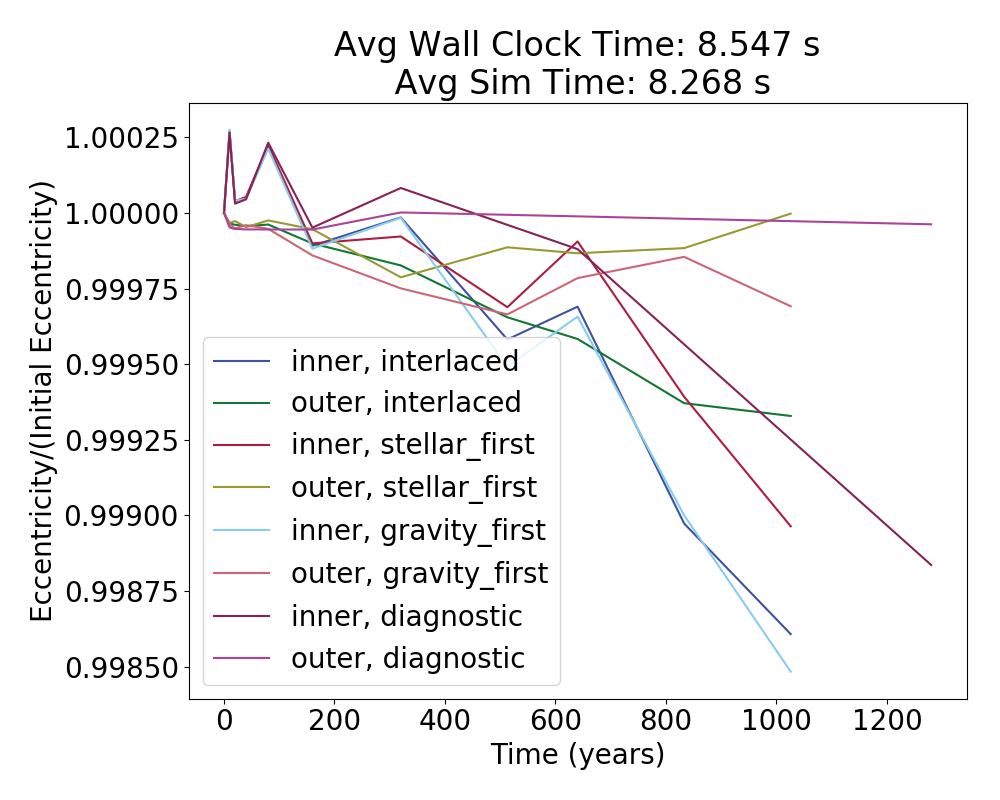 Avg Wall Clock Time: 8.547 s
Avg Sim Time: 8.268 s
Eccentricity/(Initial Eccentricity)
1.00025
1.00000
0.99975
0.99950
0.99925
0.99900
0.99875
0.99850
inner, interlaced
outer, interlaced
inner, stellar_first
outer, stellar_first
inner, gravity_first
outer, gravity_first
inner, diagnostic
outer, diagnostic
0 200 400 600 800 1000 1200
Time (years)